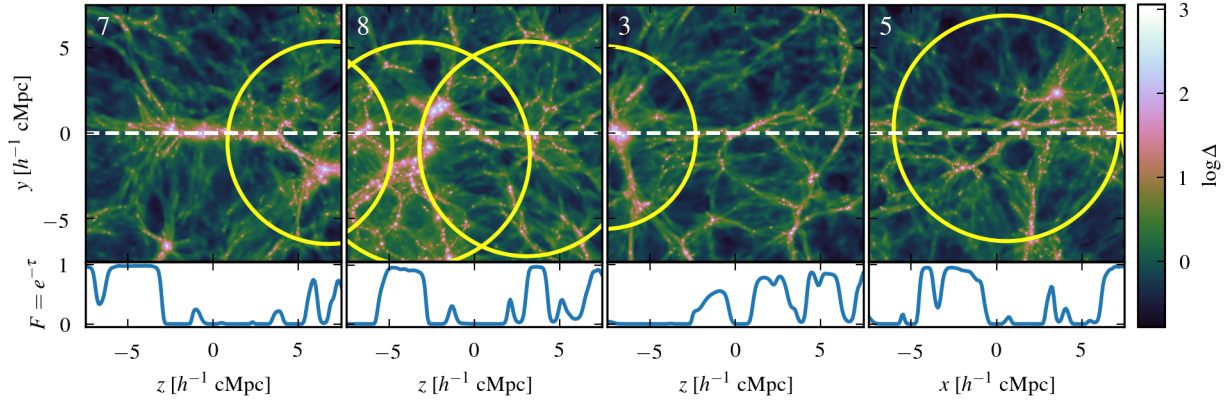 7 8 3 5
5
0
−5
y [h⁻¹ cMpc]
3
2
1
0
log Δ
1
0
F = e^{−τ}
−5 0 5 −5 0 5 −5 0 5 −5 0 5
z [h⁻¹ cMpc] z [h⁻¹ cMpc] z [h⁻¹ cMpc] x [h⁻¹ cMpc]